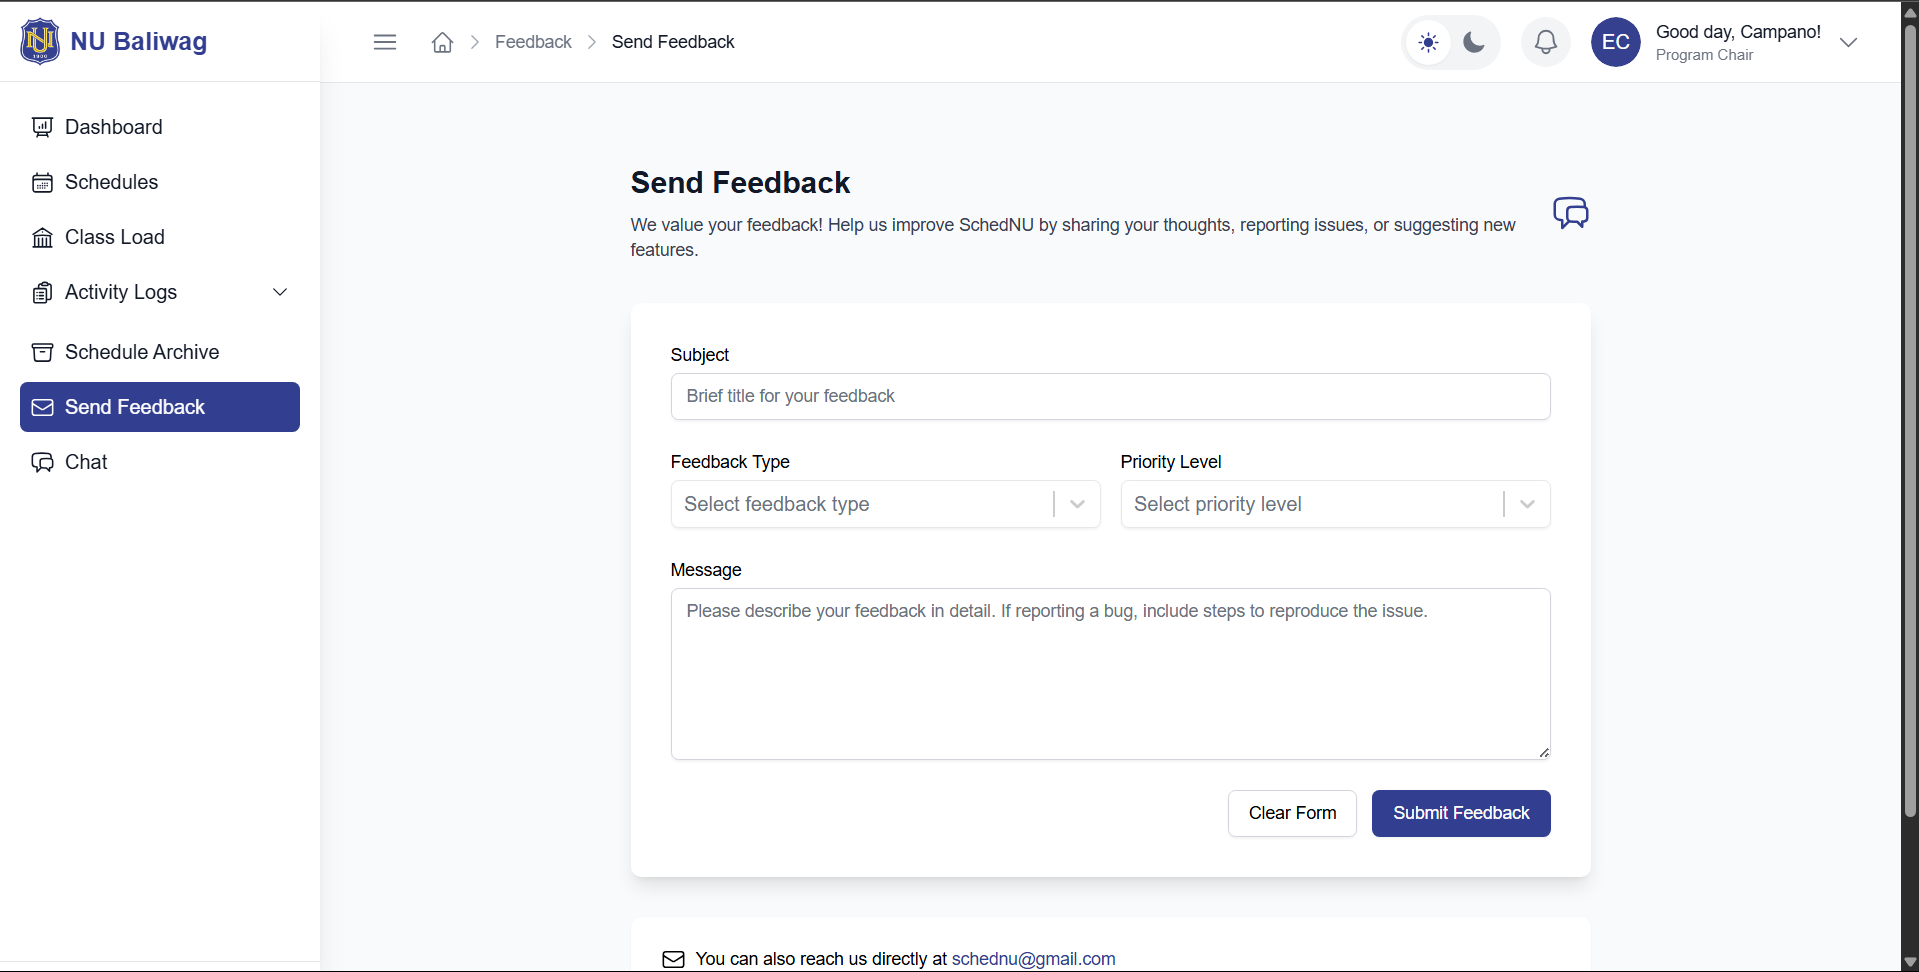 NU Baliwag
Feedback
Send Feedback
EC
Good day, Campano!
Program Chair
Dashboard
Schedules
Class Load
Activity Logs
Schedule Archive
Send Feedback
Chat
Send Feedback
We value your feedback! Help us improve SchedNU by sharing your thoughts, reporting issues, or suggesting new
features.
Subject
Brief title for your feedback
Feedback Type
Priority Level
Select feedback type
Select priority level
Message
Please describe your feedback in detail. If reporting a bug, include steps to reproduce the issue.
Clear Form
Submit Feedback
You can also reach us directly at schednu@gmail.com